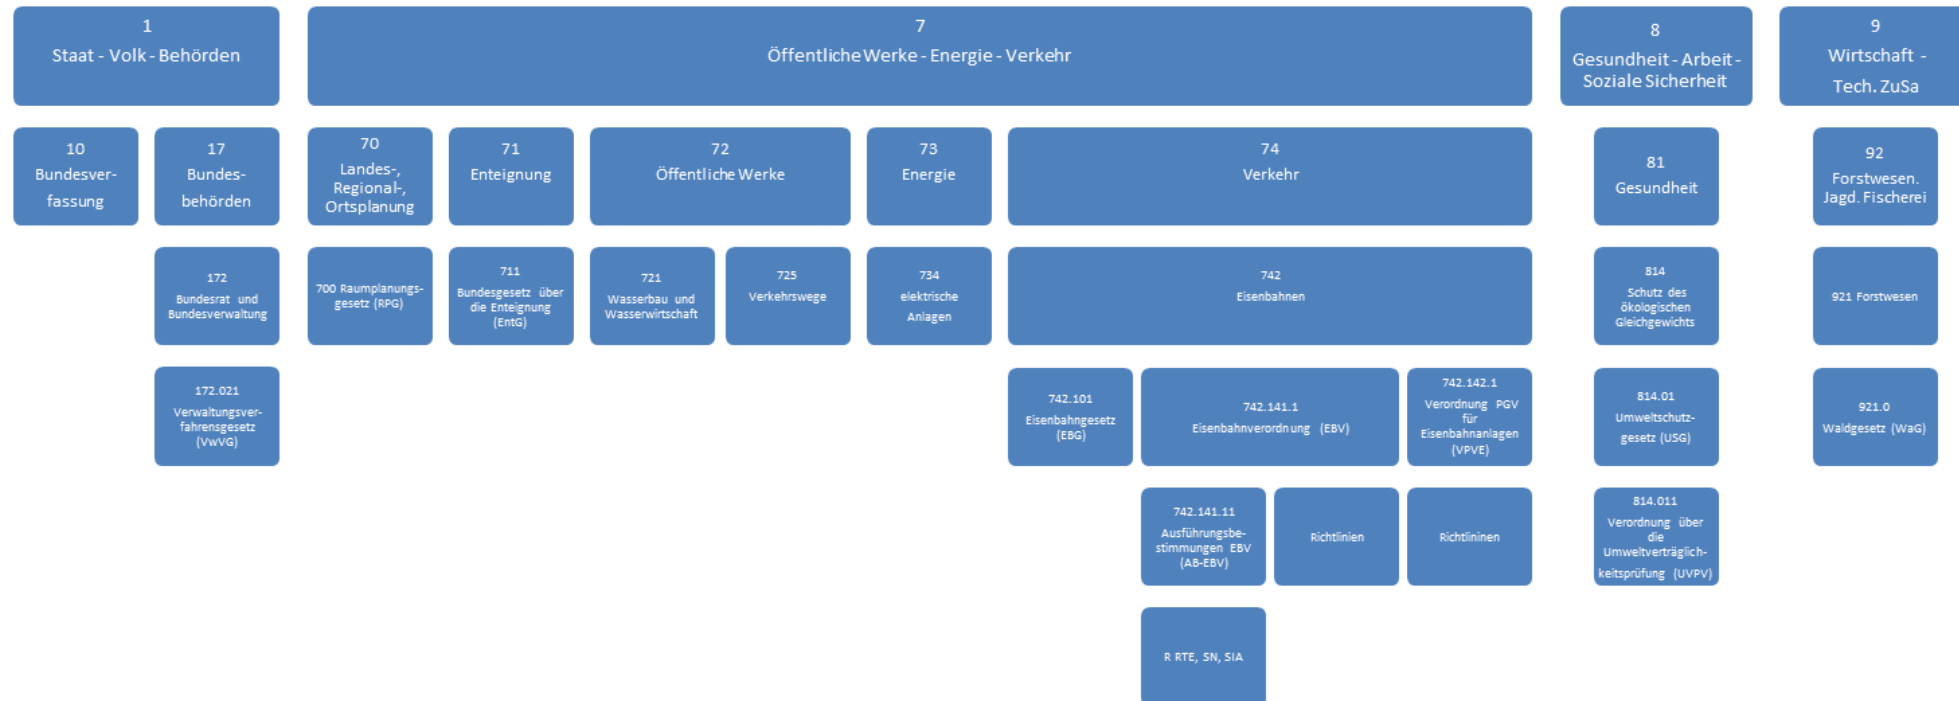 1
Staat - Volk - Behörden
7
Öffentliche Werke - Energie - Verkehr
8
Gesundheit - Arbeit -
Soziale Sicherheit
9
Wirtschaft -
Tech. ZuSa
10
Bundesver-
fassung
17
Bundes-
behörden
70
Landes-,
Regional-,
Ortsplanung
71
Enteignung
72
Öffentliche Werke
73
Energie
74
Verkehr
81
Gesundheit
92
Forstwesen.
Jagd. Fischerei
172
Bundesrat und
Bundesverwaltung
700 Raumplanungs-
gesetz (RPG)
711
Bundesgesetz über
die Enteignung
(EntG)
721
Wasserbau und
Wasserwirtschaft
725
Verkehrswege
734
elektrische
Anlagen
742
Eisenbahnen
814
Schutz des
ökologischen
Gleichgewichts
921 Forstwesen
172.021
Verwaltungsver-
fahrensgesetz
(VwVG)
742.101
Eisenbahngesetz
(EBG)
742.141.1
Eisenbahnverordnung (EBV)
742.142.1
Verordnung PGV
für
Eisenbahnanlagen
(VPVE)
814.01
Umweltschutz-
gesetz (USG)
921.0
Waldgesetz (WaG)
742.141.11
Ausführungsbe-
stimmungen EBV
(AB-EBV)
Richtlinien
Richtlininen
814.011
Verordnung über
die
Umweltverträglich-
keitsprüfung (UVPV)
R RTE, SN, SIA